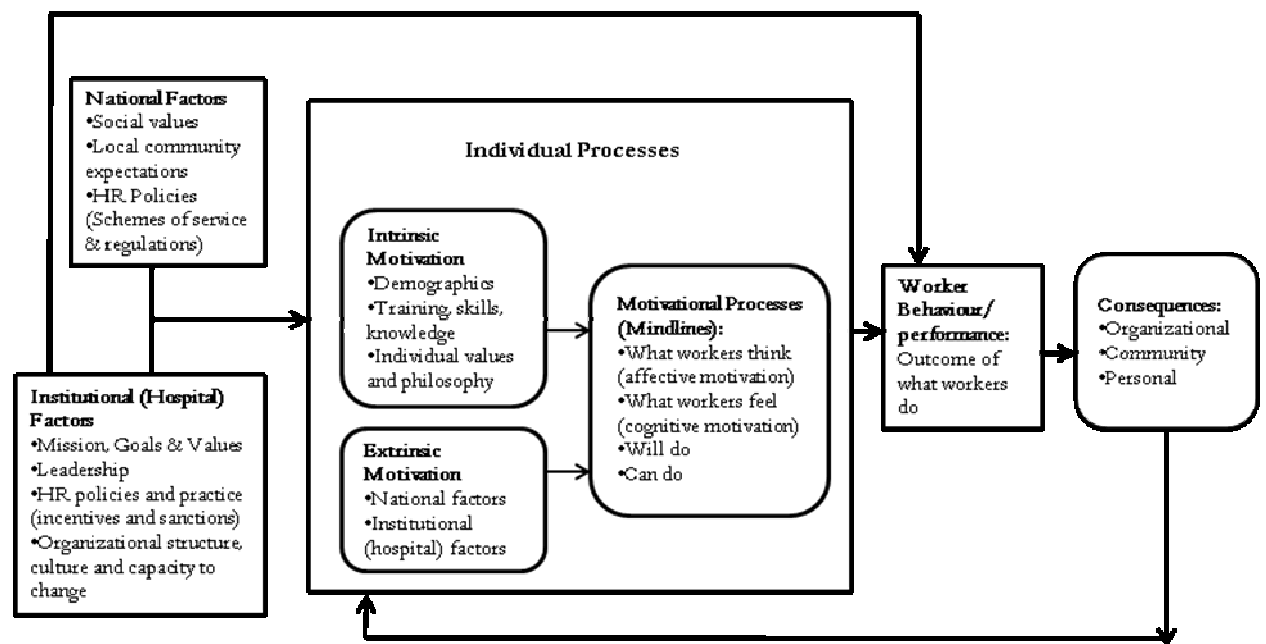 National Factors
•Social values
•Local community
expectations
•HR Policies
(Schemes of service
& regulations)
Institutional (Hospital)
Factors
•Mission, Goals & Values
•Leadership
•HR policies and practice
(incentives and sanctions)
•Organizational structure,
culture and capacity to
change
Individual Processes
Intrinsic
Motivation
•Demographics
•Training, skills,
knowledge
•Individual values
and philosophy
Extrinsic
Motivation
•National factors
•Institutional
(hospital) factors
Motivational Processes
(Mindlines):
•What workers think
(affective motivation)
•What workers feel
(cognitive motivation)
•Will do
•Can do
Worker
Behaviour/
performance:
Outcome of
what workers
do
Consequences:
•Organizational
•Community
•Personal